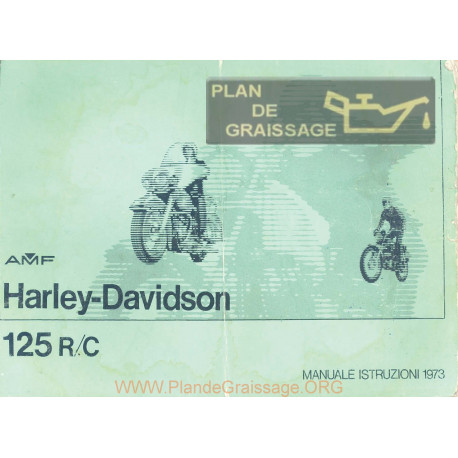 PLAN
DE
GRAISSAGE
AMF
Harley-Davidson
125 R/C
MANUALE ISTRUZIONI 1973
www.PlandeGraissage.ORG